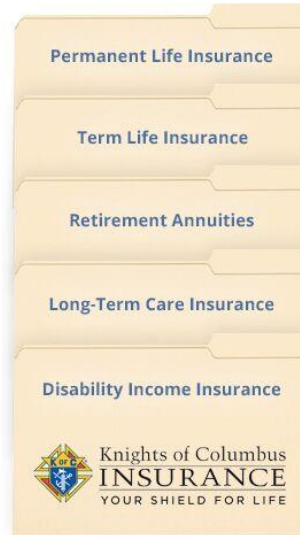 Permanent Life Insurance
Term Life Insurance
Retirement Annuities
Long-Term Care Insurance
Disability Income Insurance
K OF C
Knights of Columbus
INSURANCE
YOUR SHIELD FOR LIFE